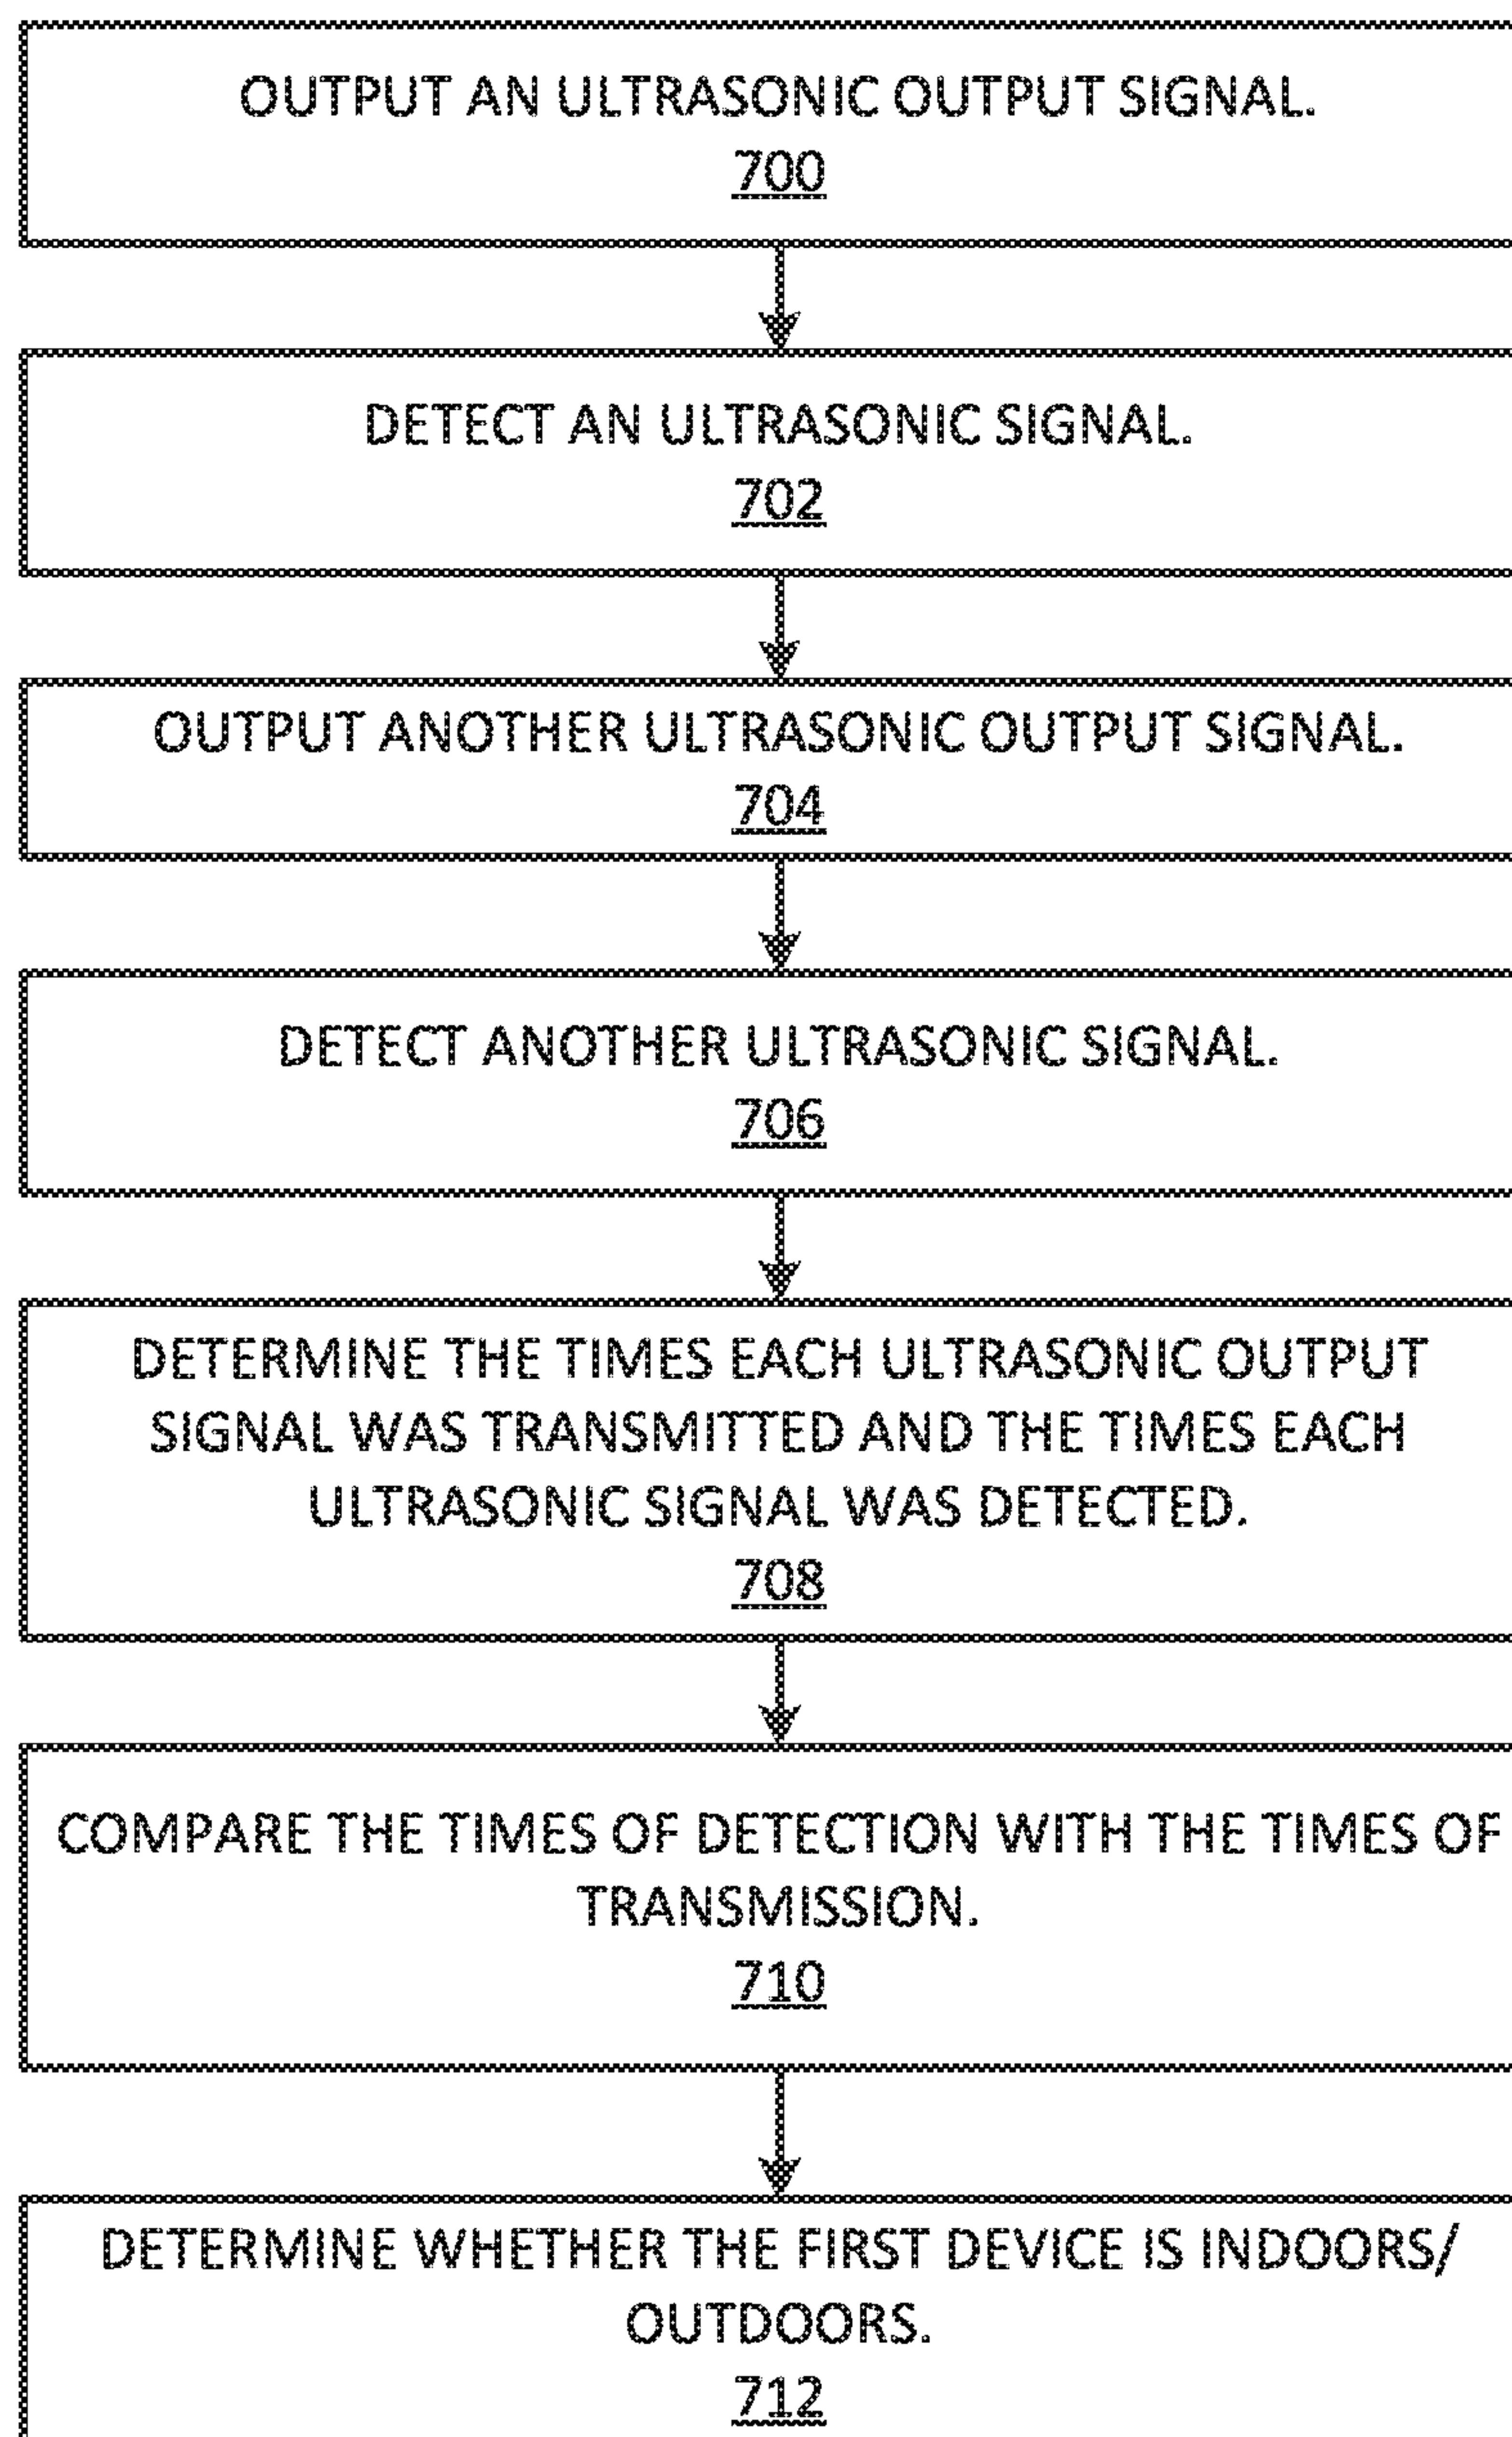 OUTPUT AN ULTRASONIC OUTPUT SIGNAL.
700
DETECT AN ULTRASONIC SIGNAL.
702
OUTPUT ANOTHER ULTRASONIC OUTPUT SIGNAL.
704
DETECT ANOTHER ULTRASONIC SIGNAL.
706
DETERMINE THE TIMES EACH ULTRASONIC OUTPUT
SIGNAL WAS TRANSMITTED AND THE TIMES EACH
ULTRASONIC SIGNAL WAS DETECTED.
708
COMPARE THE TIMES OF DETECTION WITH THE TIMES OF
TRANSMISSION.
710
DETERMINE WHETHER THE FIRST DEVICE IS INDOORS/
OUTDOORS.
712